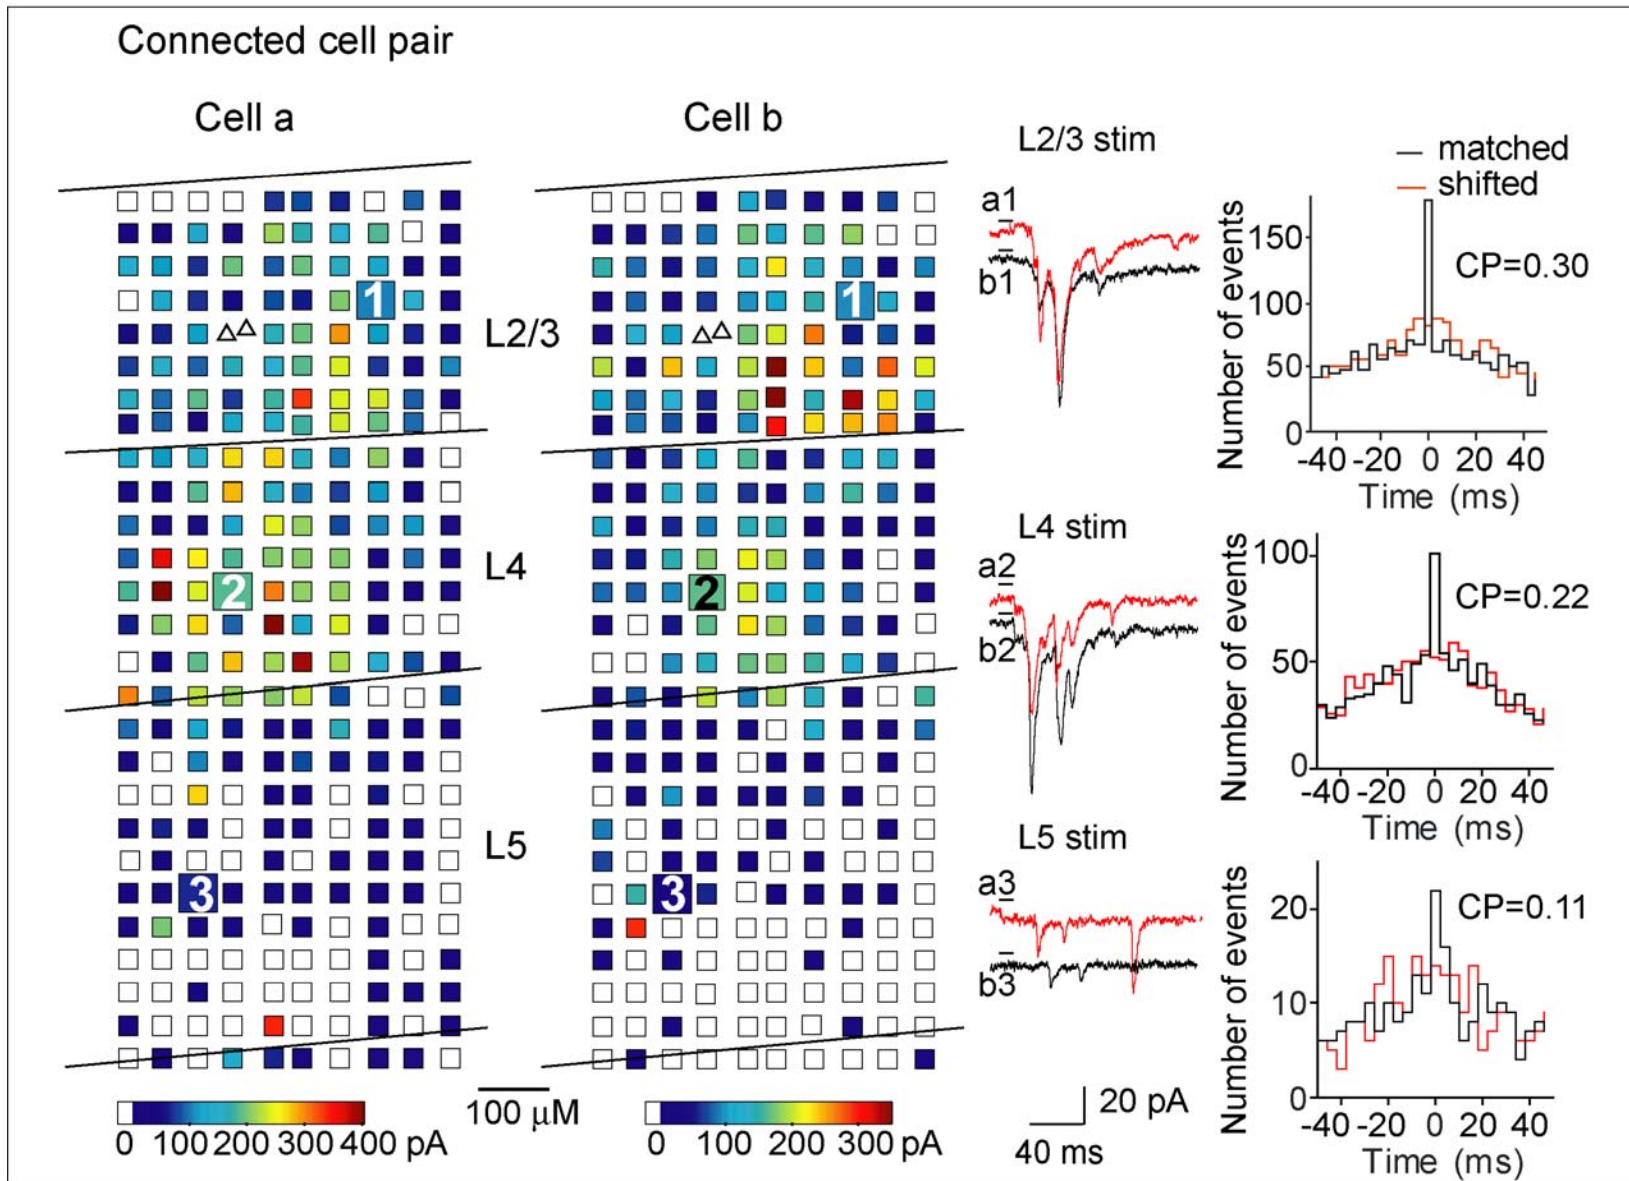 Connected cell pair
Cell a
Cell b
1
2
3
L2/3
L4
L5
1
2
3
0 100 200 300 400 pA
100 µM
0 100 200 300 pA
L2/3 stim
a1
b1
matched
shifted
CP=0.30
Number of events
150
100
50
0
-40 -20 0 20 40
Time (ms)
L4 stim
a2
b2
CP=0.22
Number of events
100
50
0
-40 -20 0 20 40
Time (ms)
L5 stim
a3
b3
20 pA
40 ms
CP=0.11
Number of events
20
10
0
-40 -20 0 20 40
Time (ms)